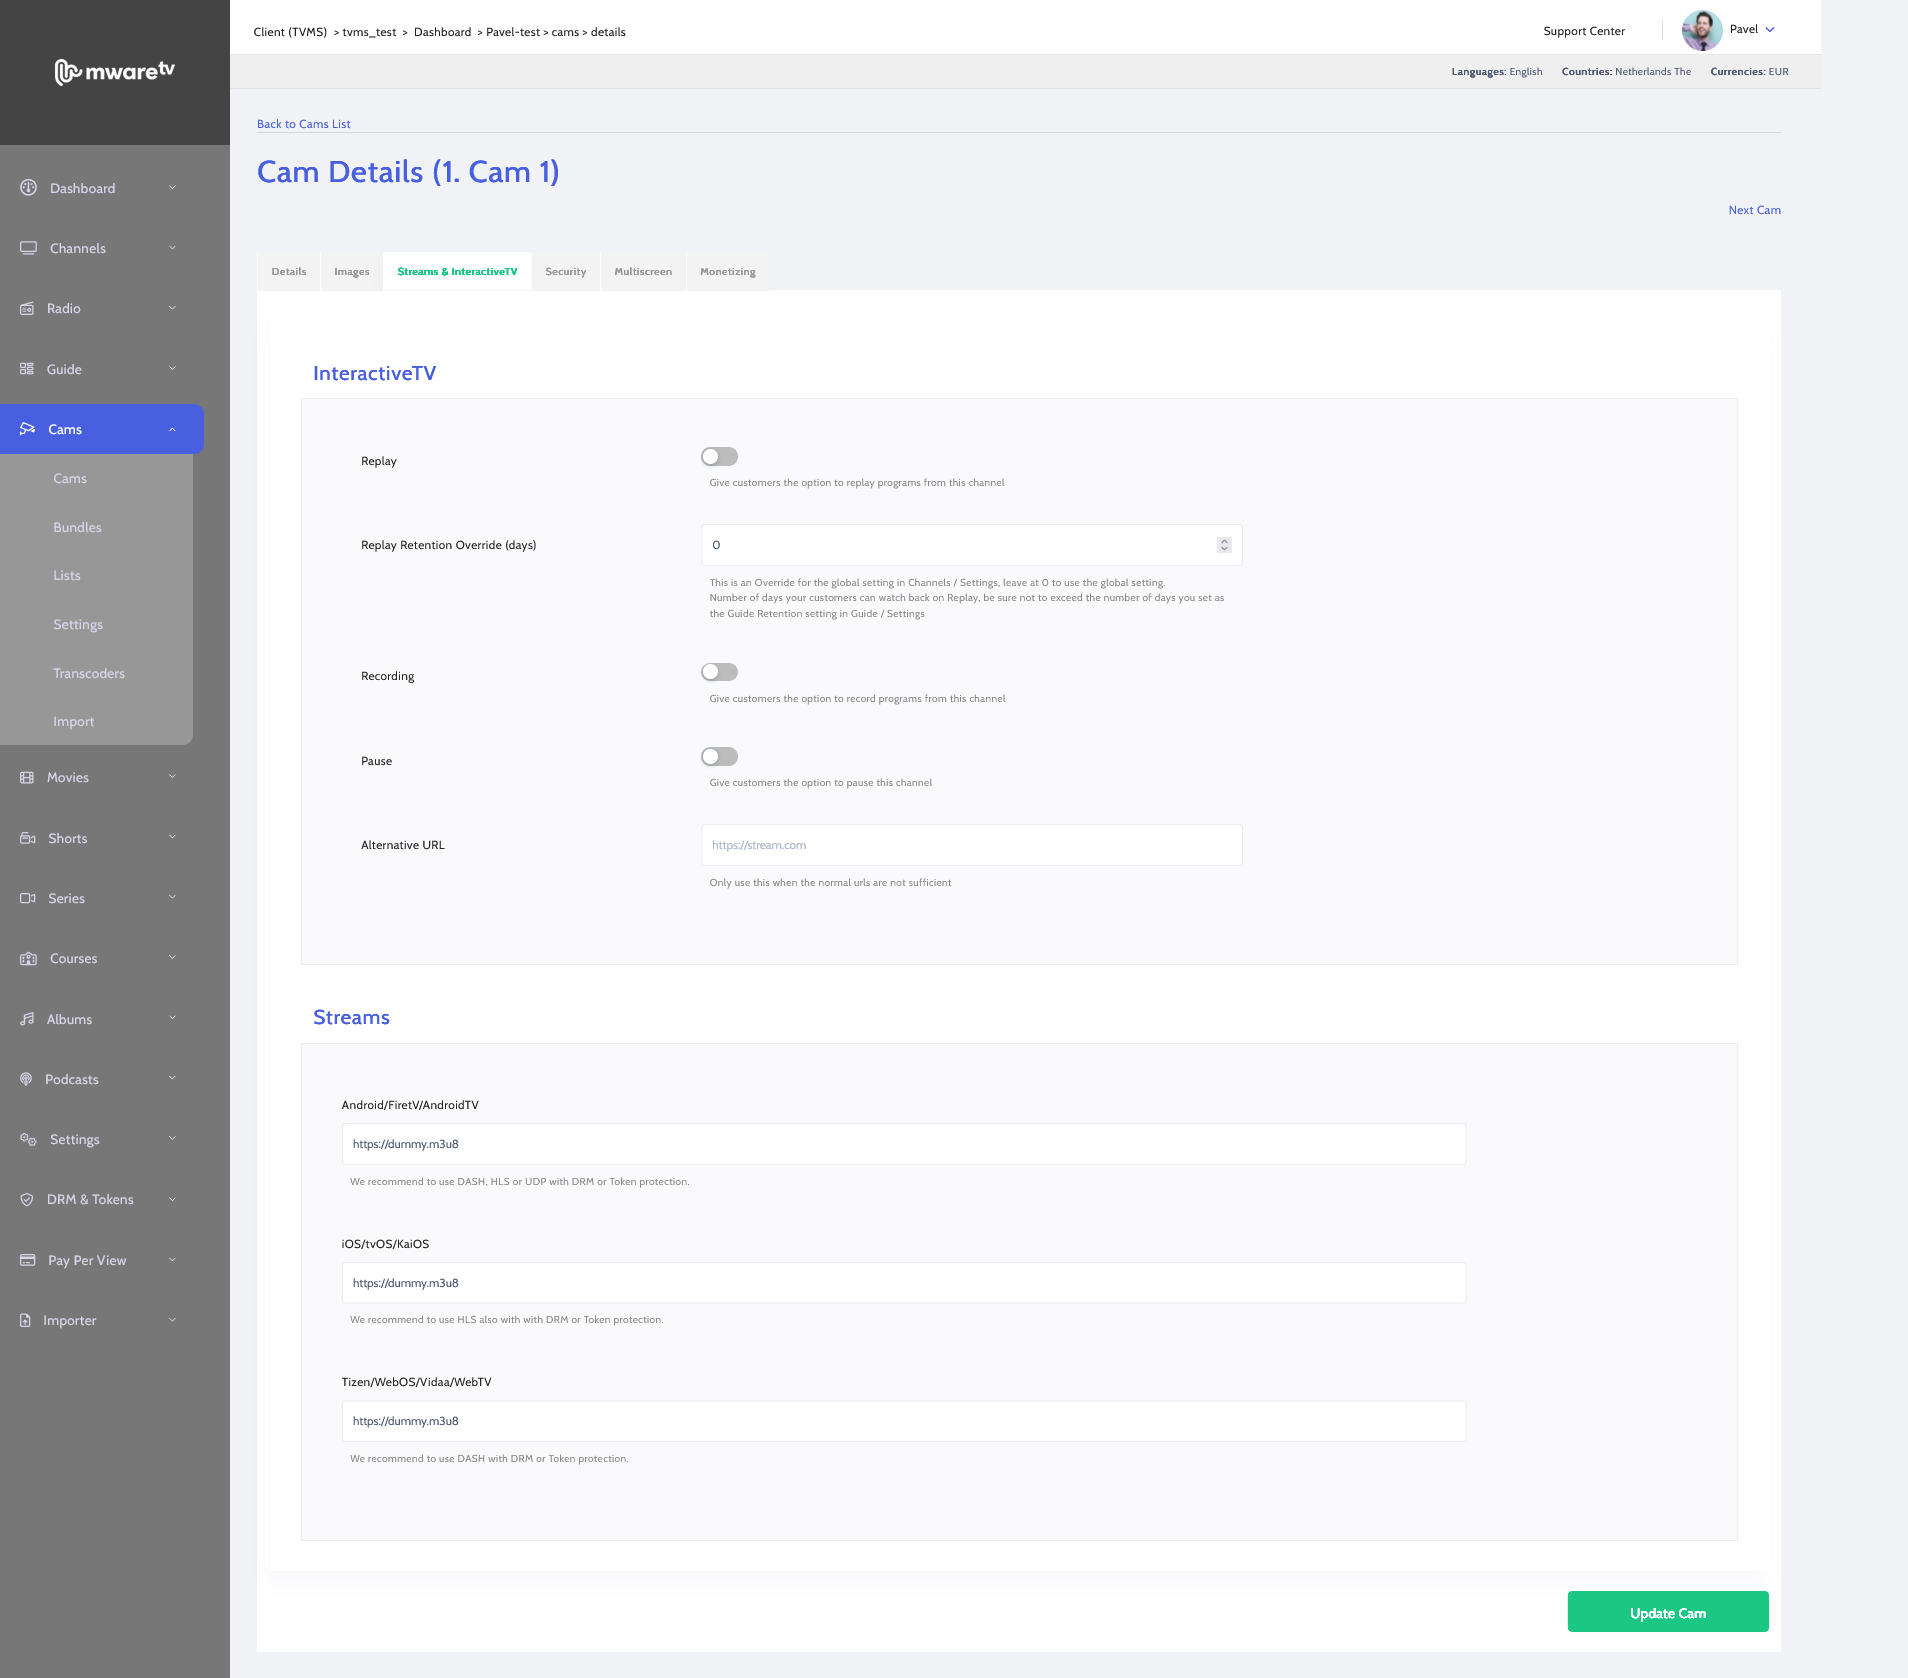 mwaretv
Client (TVMS) > tvms_test > Dashboard > Pavel-test > cams > details
Support Center
Pavel
Languages: English Countries: Netherlands The Currencies: EUR
Dashboard
Channels
Radio
Guide
Cams
Cams
Bundles
Lists
Settings
Transcoders
Import
Movies
Shorts
Series
Courses
Albums
Podcasts
Settings
DRM & Tokens
Pay Per View
Importer
Back to Cams List
Cam Details (1. Cam 1)
Next Cam
Details Images Streams & InteractiveTV Security Multiscreen Monetizing
InteractiveTV
Replay
Give customers the option to replay programs from this channel
Replay Retention Override (days)
0
This is an Override for the global setting in Channels / Settings, leave at 0 to use the global setting.
Number of days your customers can watch back on Replay, be sure not to exceed the number of days you set as
the Guide Retention setting in Guide / Settings
Recording
Give customers the option to record programs from this channel
Pause
Give customers the option to pause this channel
Alternative URL
https://stream.com
Only use this when the normal urls are not sufficient
Streams
Android/FiretV/AndroidTV
https://dummy.m3u8
We recommend to use DASH, HLS or UDP with DRM or Token protection.
iOS/tvOS/KaiOS
https://dummy.m3u8
We recommend to use HLS also with with DRM or Token protection.
Tizen/WebOS/Vidaa/WebTV
https://dummy.m3u8
We recommend to use DASH with DRM or Token protection.
Update Cam